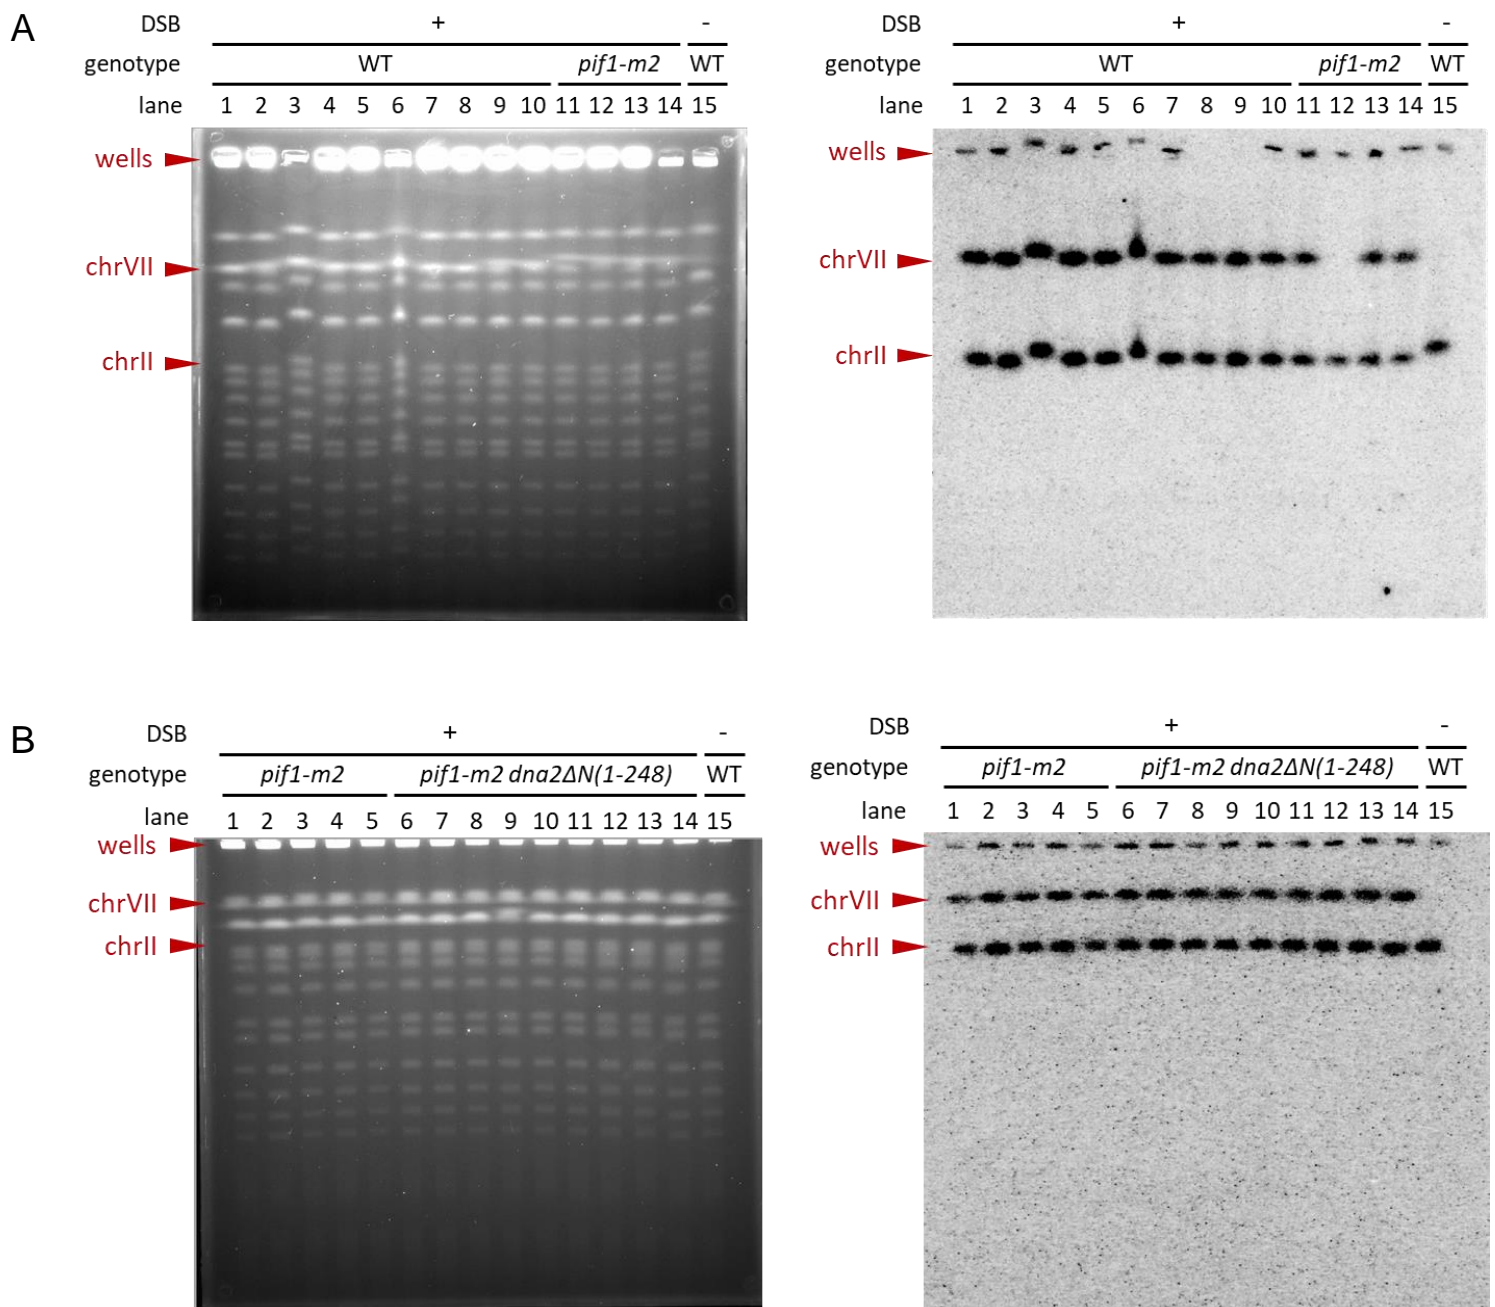 A
DSB + -
genotype WT pif1-m2 WT
lane 1 2 3 4 5 6 7 8 9 10 11 12 13 14 15
wells
chrVII
chrII
DSB + -
genotype WT pif1-m2 WT
lane 1 2 3 4 5 6 7 8 9 10 11 12 13 14 15
wells
chrVII
chrII
B
DSB + -
genotype pif1-m2 pif1-m2 dna2ΔN(1-248) WT
lane 1 2 3 4 5 6 7 8 9 10 11 12 13 14 15
wells
chrVII
chrII
DSB + -
genotype pif1-m2 pif1-m2 dna2ΔN(1-248) WT
lane 1 2 3 4 5 6 7 8 9 10 11 12 13 14 15
wells
chrVII
chrII